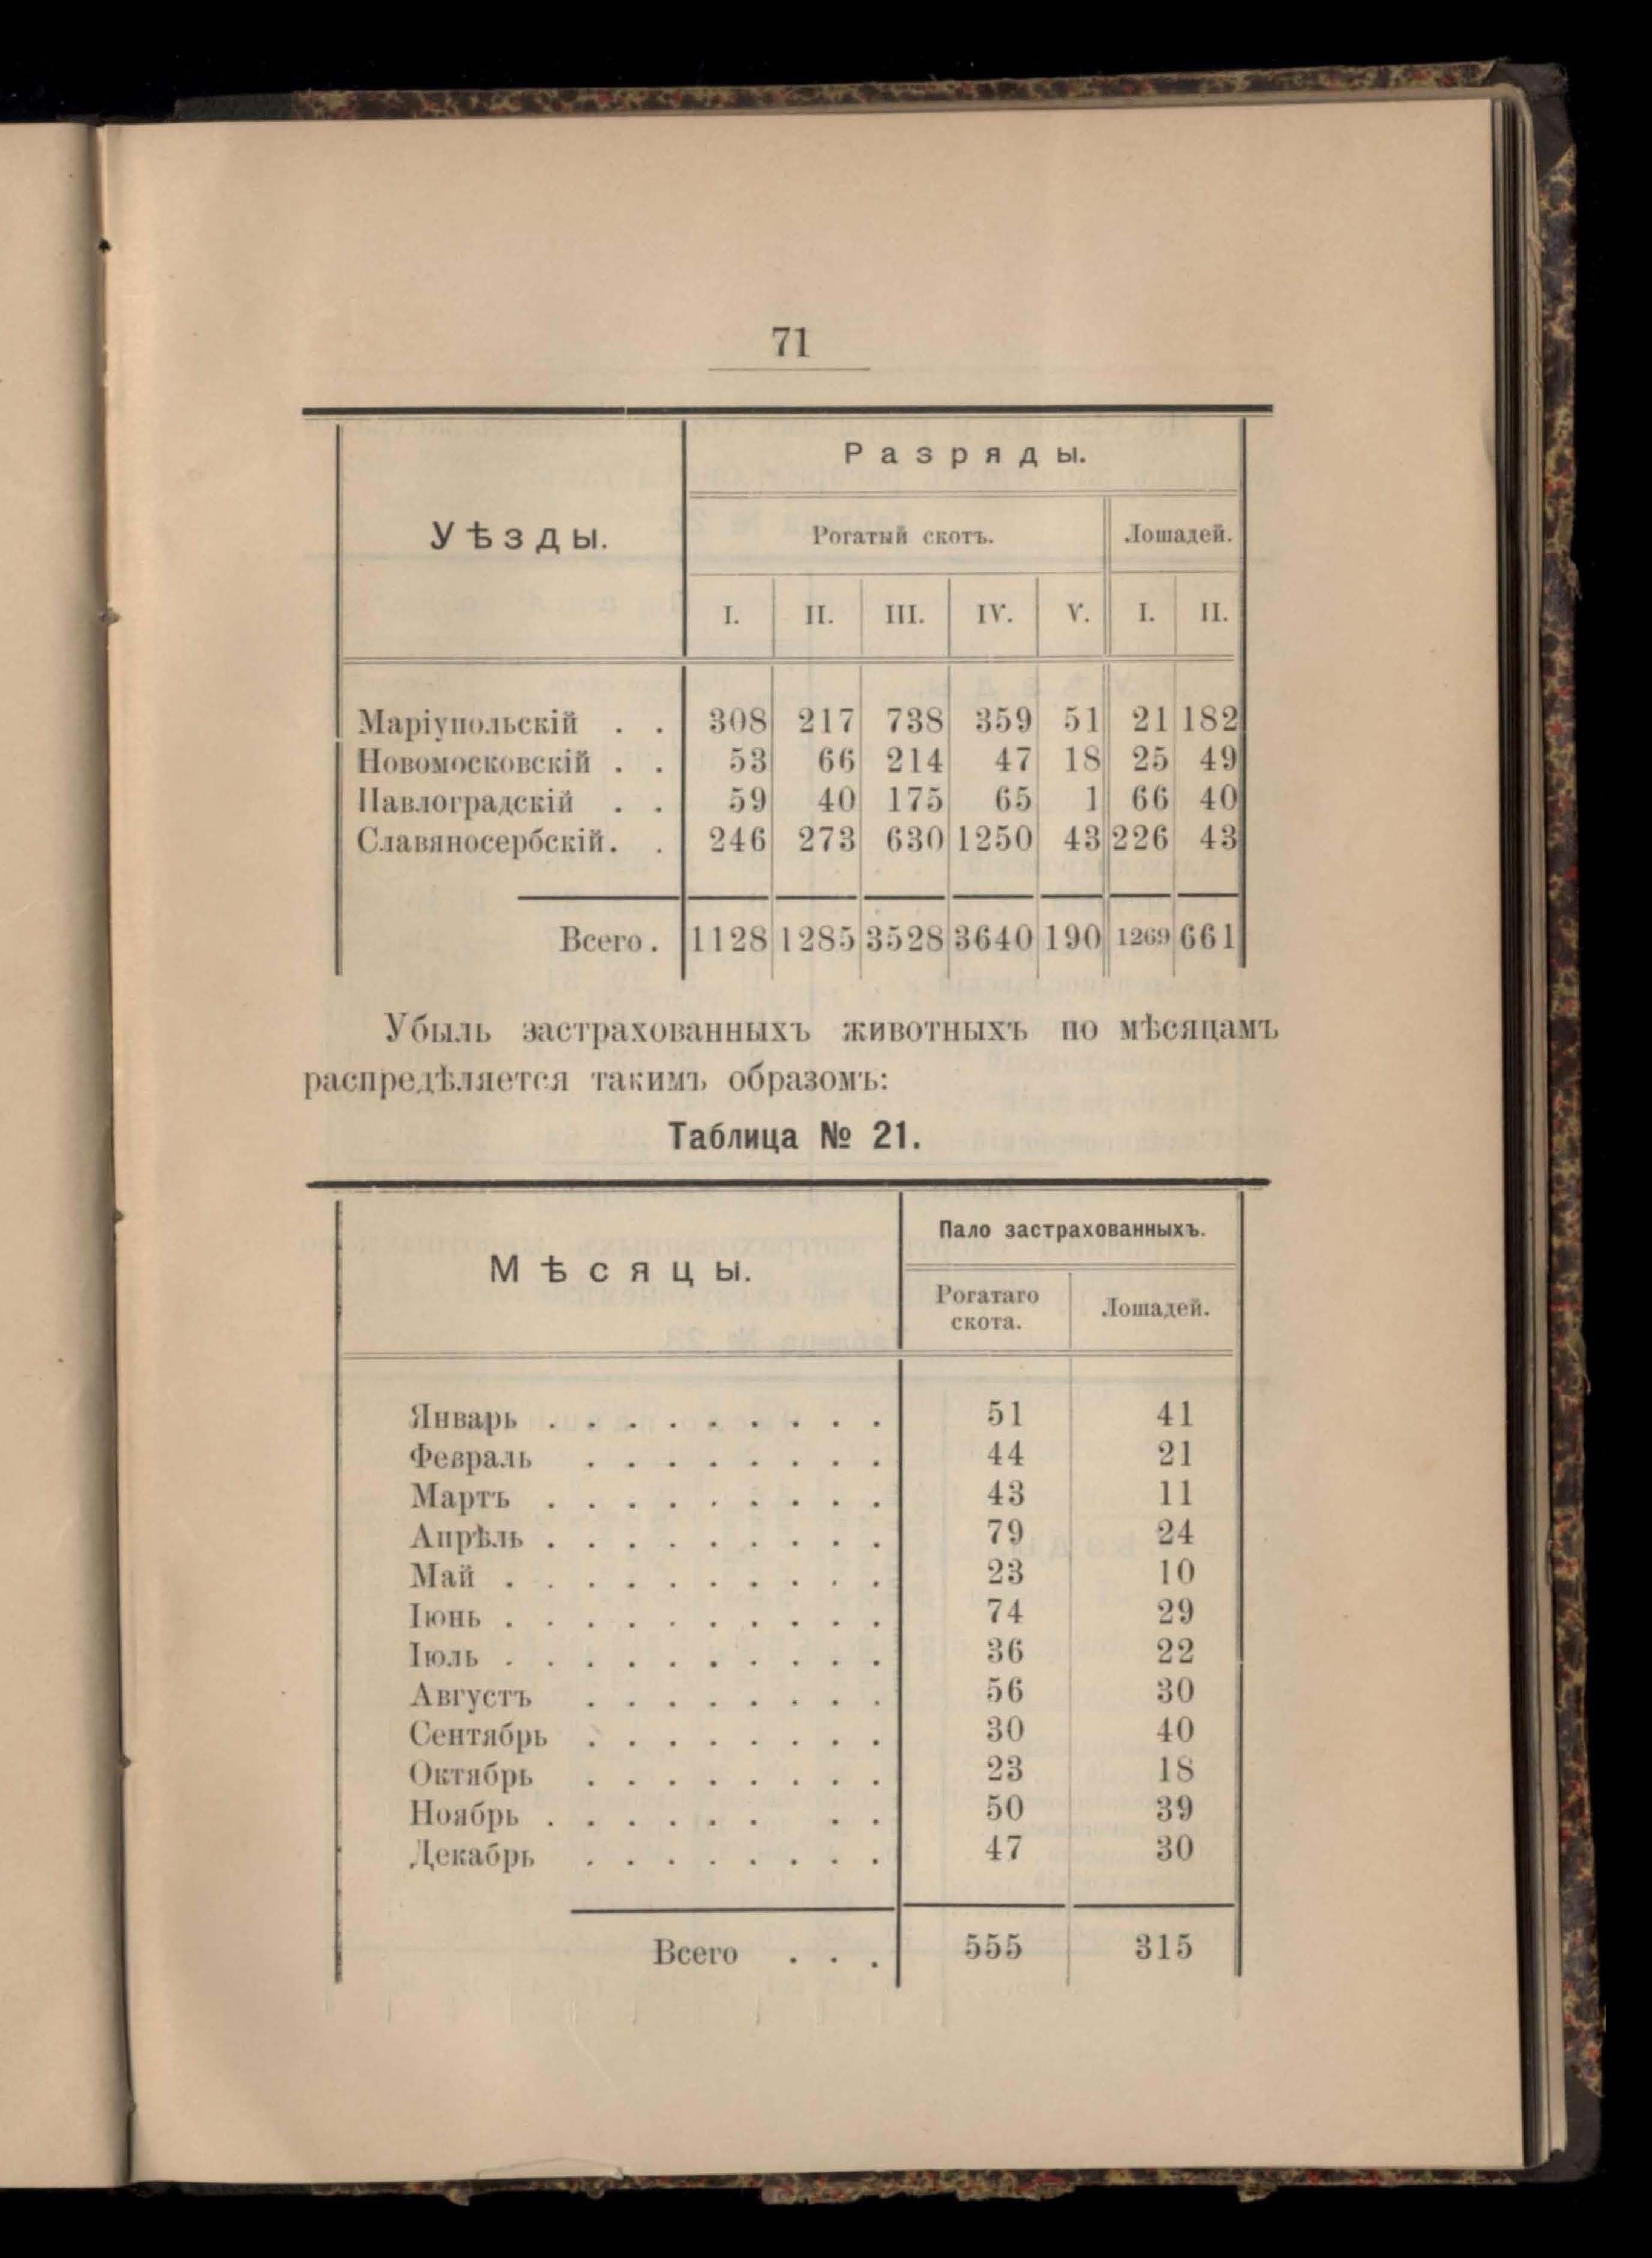 71
Разряды.
Уѣзды.
Рогатый скотъ. Лошадей.
I. II. III. IV. V. I. II.
Маріупольскій . . 308 217 738 359 51 21 182
Новомосковскій . . 53 66 214 47 18 25 49
Павлоградскій . . 59 40 175 65 1 66 40
Славяносербскій . . 246 273 630 1250 43 226 43
Всего . 1128 1285 3528 3640 190 1269 661
Убыль застрахованныхъ животныхъ по мѣсяцамъ
распредѣляется такимъ образомъ:
Таблица № 21.
Пало застрахованныхъ.
Мѣсяцы.
Рогатаго
скота.
Лошадей.
Январь . . . . . . . . . 51 41
Февраль . . . . . . . . 44 21
Мартъ . . . . . . . . . 43 11
Апрѣль . . . . . . . . . 79 24
Май . . . . . . . . . . 23 10
Іюнь . . . . . . . . . . 74 29
Іюль . . . . . . . . . . 36 22
Августъ . . . . . . . . 56 30
Сентябрь . . . . . . . . 30 40
Октябрь . . . . . . . . 23 18
Ноябрь . . . . . . . . 50 39
Декабрь . . . . . . . . 47 30
Всего . . . 555 315